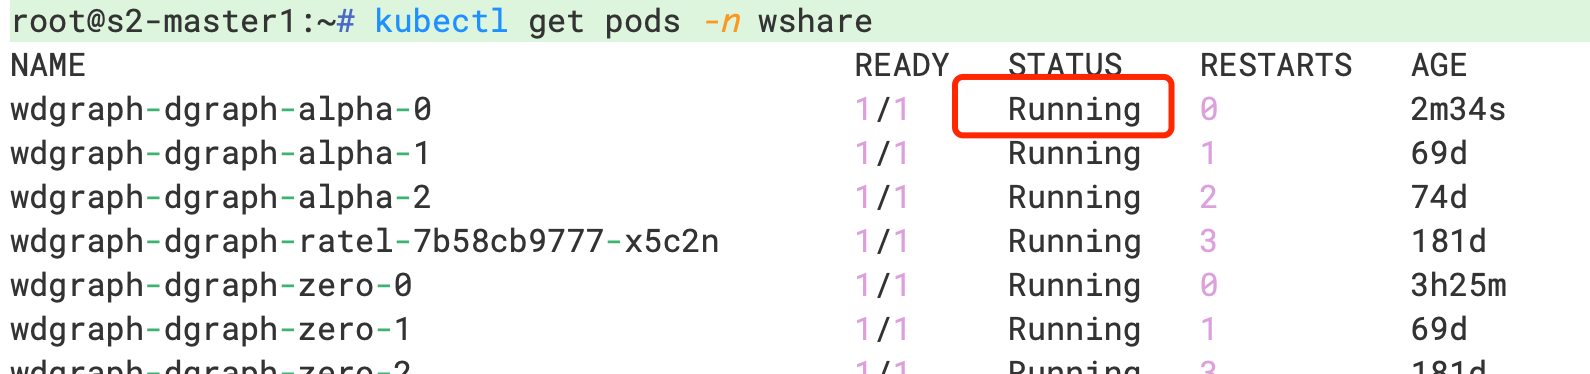 root@s2-master1:~# kubectl get pods -n wshare
NAME READY STATUS RESTARTS AGE
wdgraph-dgraph-alpha-0 1/1 Running 0 2m34s
wdgraph-dgraph-alpha-1 1/1 Running 1 69d
wdgraph-dgraph-alpha-2 1/1 Running 2 74d
wdgraph-dgraph-ratel-7b58cb9777-x5c2n 1/1 Running 3 181d
wdgraph-dgraph-zero-0 1/1 Running 0 3h25m
wdgraph-dgraph-zero-1 1/1 Running 1 69d
wdgraph-dgraph-zero-2 1/1 Running 3 181d